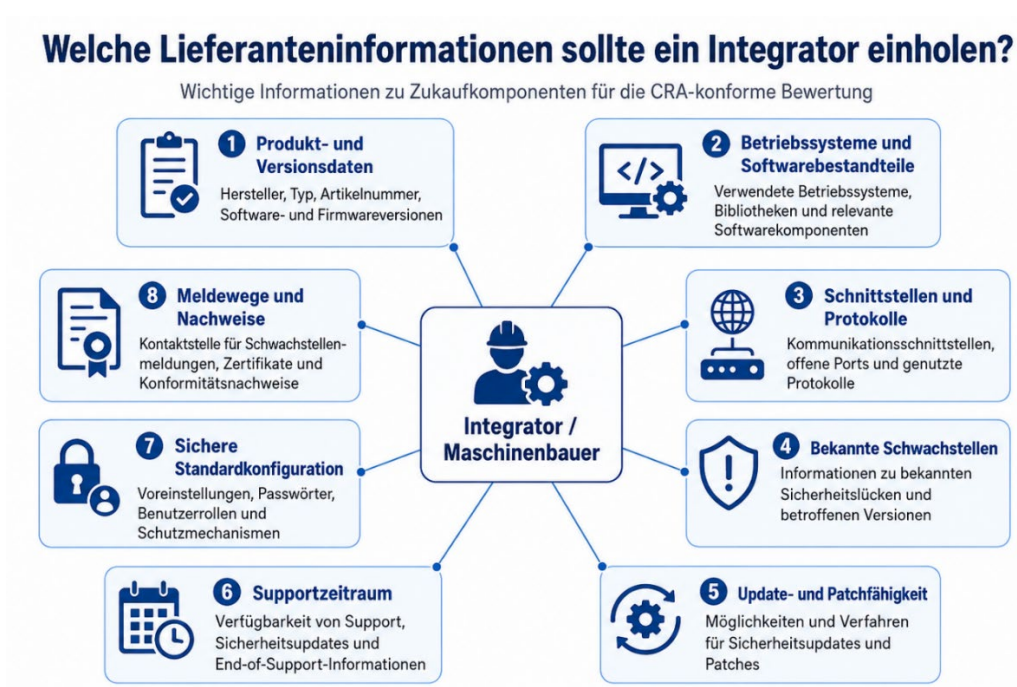 Welche Lieferanteninformationen sollte ein Integrator einholen?
Wichtige Informationen zu Zukaufkomponenten für die CRA-konforme Bewertung
1 Produkt- und
Versionsdaten
Hersteller, Typ, Artikelnummer,
Software- und Firmwareversionen
2 Betriebssysteme und
Softwarebestandteile
Verwendete Betriebssysteme,
Bibliotheken und relevante
Softwarekomponenten
</>
8 Meldewege und
Nachweise
Kontaktstelle für Schwachstellen-
meldungen, Zertifikate und
Konformitätsnachweise
3 Schnittstellen und
Protokolle
Kommunikationsschnittstellen,
offene Ports und genutzte
Protokolle
Integrator /
Maschinenbauer
7 Sichere
Standardkonfiguration
Voreinstellungen, Passwörter,
Benutzerrollen und
Schutzmechanismen
4 Bekannte Schwachstellen
Informationen zu bekannten
Sicherheitslücken und
betroffenen Versionen
6 Supportzeitraum
Verfügbarkeit von Support,
Sicherheitsupdates und
End-of-Support-Informationen
5 Update- und Patchfähigkeit
Möglichkeiten und Verfahren
für Sicherheitsupdates und
Patches